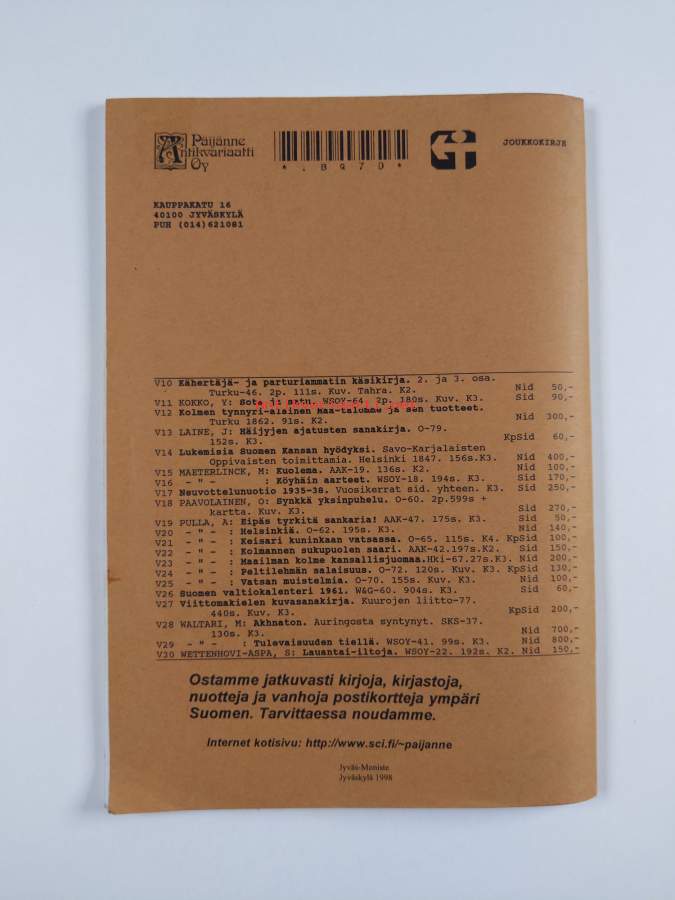 Päijänne
Antikvariaatti
Oy
JOUKKOKIRJE
KAUPPAKATU 16
40100 JYVÄSKYLÄ
PUH (014)621081
V10 Kähertäjä- ja parturiammatin käsikirja. 2. ja 3. osa.
Turku-46. 2p. 111s. Kuv. Tahra. K2. Nid 50,-
V11 KOKKO, Y: Sota ja satu. WSOY-64. 2p. 180s. Kuv. K3. Sid 90,-
V12 Kolmen tynnyri-alainen Maa-talomme ja sen tuotteet.
Turku 1862. 91s. K2. Nid 300,-
V13 LAINE, J: Häijyjen ajatusten sanakirja. O-79.
152s. K3. KpSid 60,-
V14 Lukemisia Suomen Kansan hyödyksi. Savo-Karjalaisten
Oppivaisten toimittamia. Helsinki 1847. 156s.K3. Nid 400,-
V15 MAETERLINCK, M: Kuolema. AAK-19. 136s. K2. Nid 100,-
V16 - " - : Köyhäin aarteet. WSOY-18. 194s. K3. Sid 170,-
V17 Neuvottelunuotio 1935-38. Vuosikerrat sid. yhteen. K3. Sid 250,-
V18 PAAVOLAINEN, O: Synkkä yksinpuhelu. O-60. 2p.599s +
kartta. Kuv. K3. Sid 270,-
V19 PULLA, A: Eipäs tyrkitä sankaria! AAK-47. 175s. K3. Sid 50,-
V20 - " - : Helsinkiä. O-62. 195s. K3. Nid 140,-
V21 - " - : Keisari kuninkaan vatsassa. O-65. 115s. K4. KpSid 100,-
V22 - " - : Kolmannen sukupuolen saari. AAK-42.197s.K2. Sid 150,-
V23 - " - : Maailman kolme kansallisjuomaa.Hki-67.27s.K3. Nid 200,-
V24 - " - : Peltilehmän salaisuus. O-72. 120s. Kuv. K3. KpSid 130,-
V25 - " - : Vatsan muistelmia. O-70. 155s. Kuv. K3. Nid 100,-
V26 Suomen valtiokalenteri 1961. W&G-60. 904s. K3. Sid 60,-
V27 Viittomakielen kuvasanakirja. Kuurojen liitto-77.
440s. Kuv. K3. KpSid 200,-
V28 WALTARI, M: Akhnaton. Auringosta syntynyt. SKS-37.
130s. K3. Nid 700,-
V29 - " - : Tulevaisuuden tiellä. WSOY-41. 99s. K3. Nid 800,-
V30 WETTENHOVI-ASPA, S: Lauantai-iltoja. WSOY-22. 192s. K2. Nid 150,-
Ostamme jatkuvasti kirjoja, kirjastoja,
nuotteja ja vanhoja postikortteja ympäri
Suomen. Tarvittaessa noudamme.
Internet kotisivu: http://www.sci.fi/~paijanne
Jyväs-Moniste
Jyväskylä 1998